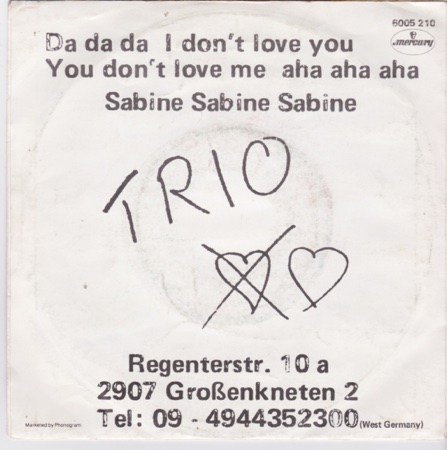 6005 210
mercury
Da da da I don't love you
You don't love me aha aha aha
Sabine Sabine Sabine
TRIO
Regenterstr. 10 a
2907 Großenkneten 2
Tel: 09 - 4944352300 (West Germany)
Marketed by Phonogram